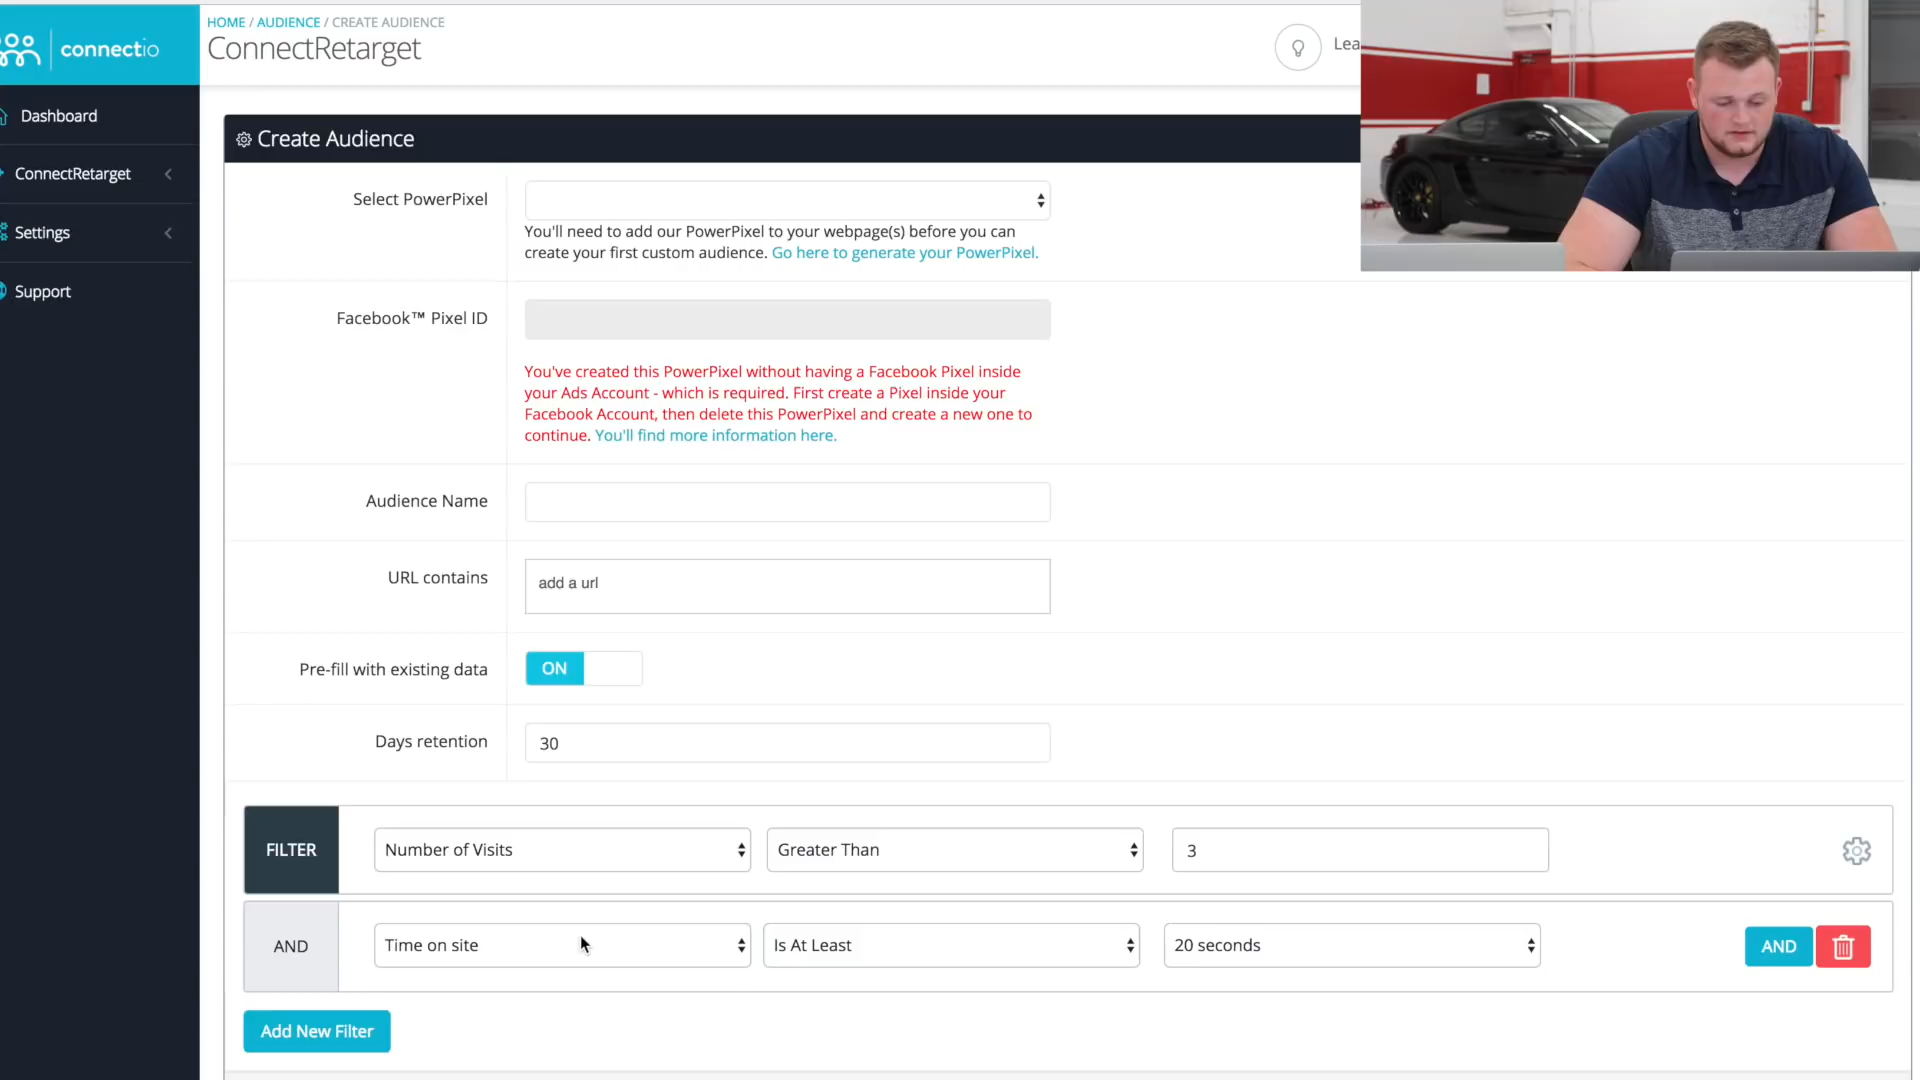 HOME / AUDIENCE / CREATE AUDIENCE
connectio
ConnectRetarget
Lea
Dashboard
ConnectRetarget
Settings
Support
Create Audience
Select PowerPixel
You'll need to add our PowerPixel to your webpage(s) before you can
create your first custom audience. Go here to generate your PowerPixel.
Facebook™ Pixel ID
You've created this PowerPixel without having a Facebook Pixel inside
your Ads Account - which is required. First create a Pixel inside your
Facebook Account, then delete this PowerPixel and create a new one to
continue. You'll find more information here.
Audience Name
URL contains
add a url
Pre-fill with existing data
ON
Days retention
30
FILTER
Number of Visits
Greater Than
3
AND
Time on site
Is At Least
20 seconds
AND
Add New Filter